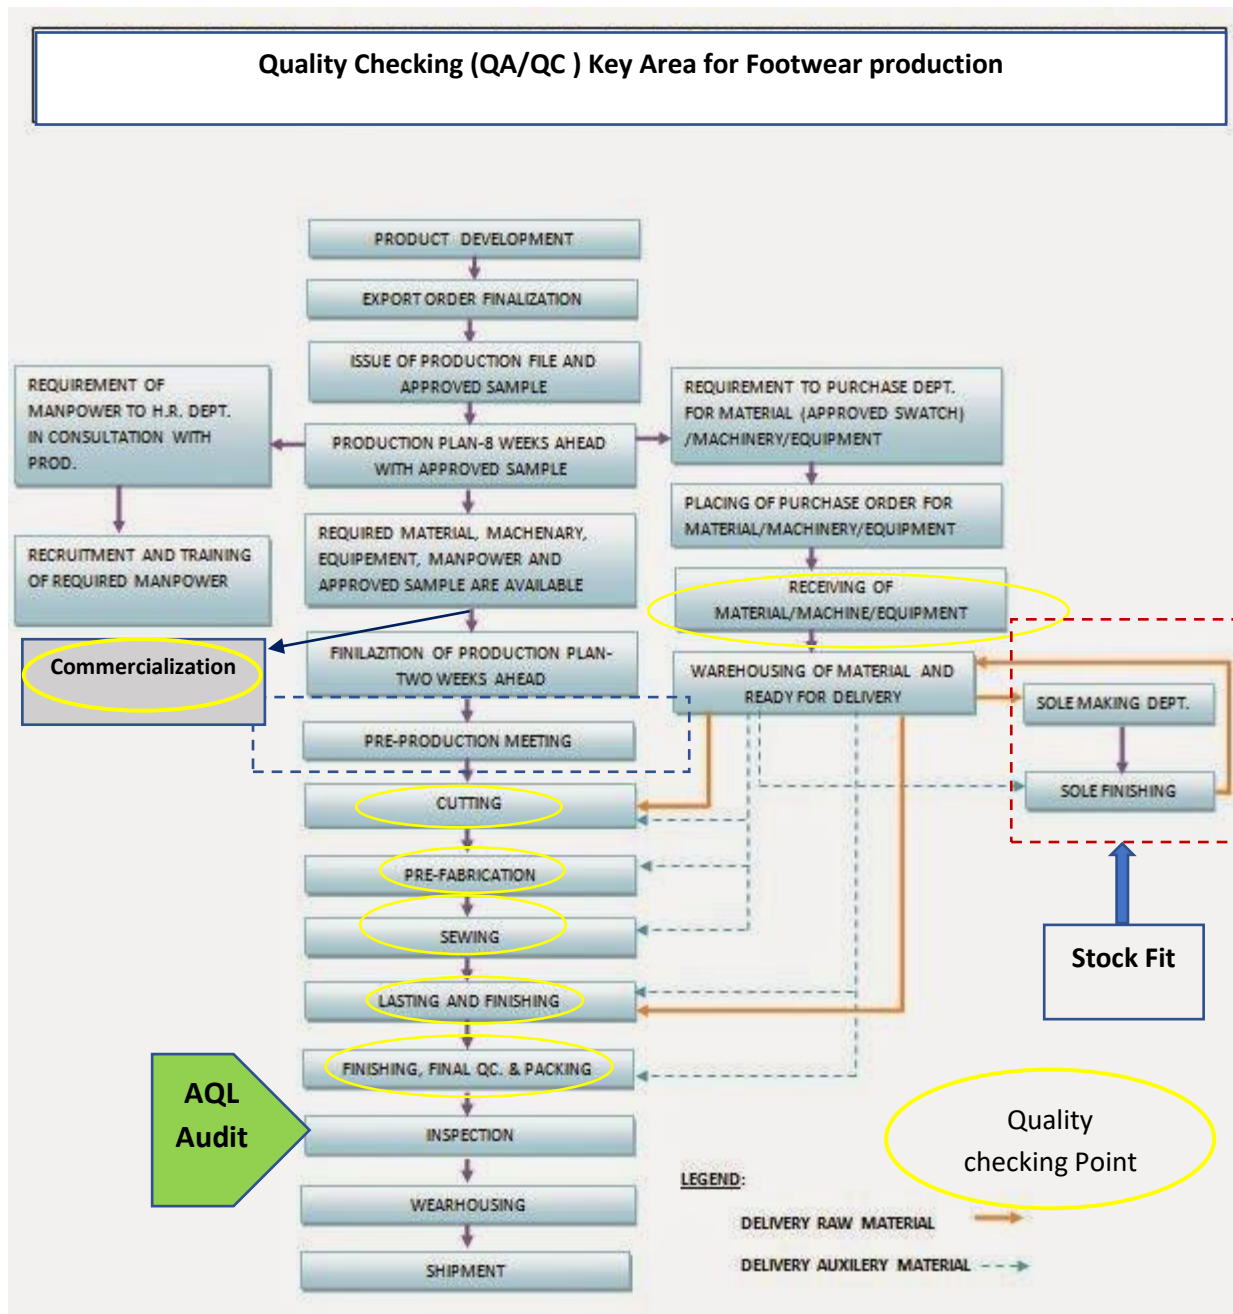 Quality Checking (QA/QC ) Key Area for Footwear production
PRODUCT DEVELOPMENT
EXPORT ORDER FINALIZATION
ISSUE OF PRODUCTION FILE AND
APPROVED SAMPLE
REQUIREMENT OF
MANPOWER TO H.R. DEPT.
IN CONSULTATION WITH
PROD.
PRODUCTION PLAN-8 WEEKS AHEAD
WITH APPROVED SAMPLE
REQUIREMENT TO PURCHASE DEPT.
FOR MATERIAL (APPROVED SWATCH)
/MACHINERY/EQUIPMENT
RECRUITMENT AND TRAINING
OF REQUIRED MANPOWER
REQUIRED MATERIAL, MACHENARY,
EQUIPEMENT, MANPOWER AND
APPROVED SAMPLE ARE AVAILABLE
PLACING OF PURCHASE ORDER FOR
MATERIAL/MACHINERY/EQUIPMENT
RECEIVING OF
MATERIAL/MACHINE/EQUIPMENT
Commercialization
FINILAZITION OF PRODUCTION PLAN-
TWO WEEKS AHEAD
WAREHOUSING OF MATERIAL AND
READY FOR DELIVERY
SOLE MAKING DEPT.
PRE-PRODUCTION MEETING
SOLE FINISHING
CUTTING
PRE-FABRICATION
SEWING
Stock Fit
LASTING AND FINISHING
FINISHING, FINAL QC. & PACKING
AQL
Audit
INSPECTION
Quality
checking Point
WEARHOUSING
SHIPMENT
LEGEND:
DELIVERY RAW MATERIAL
DELIVERY AUXILERY MATERIAL